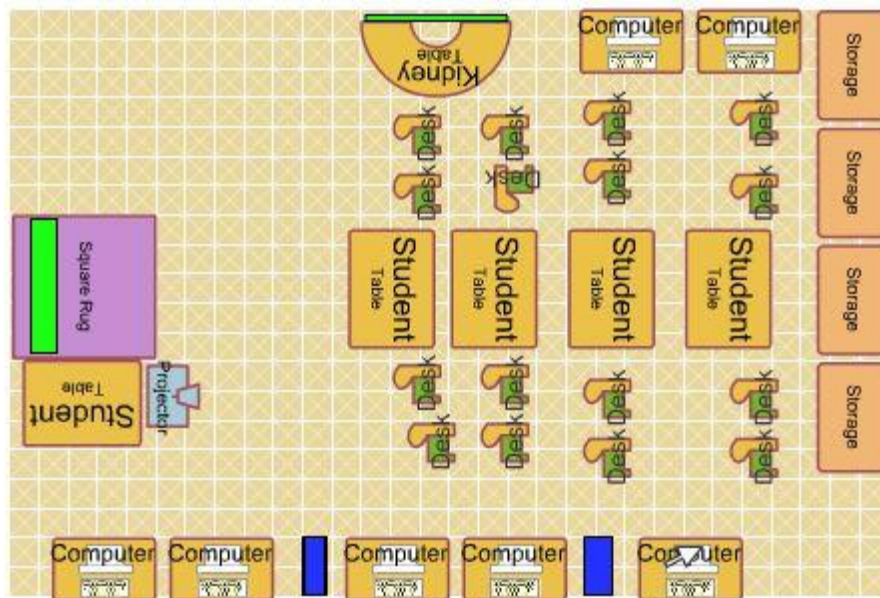 Computer
Computer
Storage
Kidney
Table
Desk
Desk
Desk
Desk
Desk
Desk
Desk
Desk
Storage
Square Rug
Student
Table
Student
Table
Student
Table
Student
Table
Storage
Projector
Student
Table
Desk
Desk
Desk
Desk
Storage
Desk
Desk
Desk
Desk
Computer
Computer
Computer
Computer
Computer